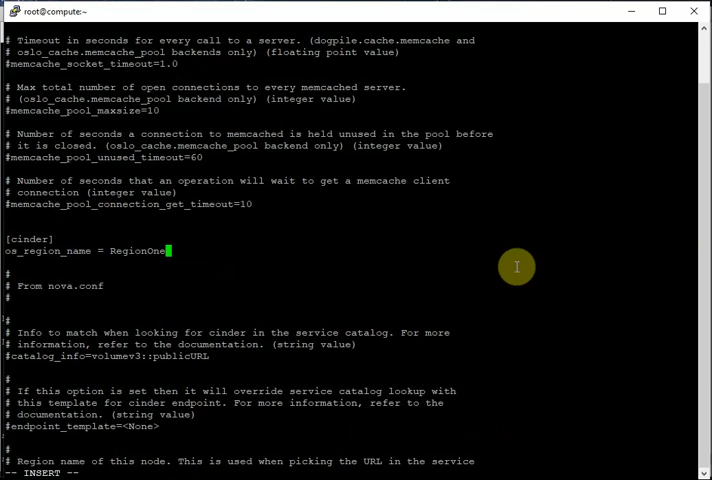 root@compute:~
# Timeout in seconds for every call to a server. (dogpile.cache.memcache and
# oslo_cache.memcache_pool backends only) (floating point value)
#memcache_socket_timeout=1.0
# Max total number of open connections to every memcached server.
# (oslo_cache.memcache_pool backend only) (integer value)
#memcache_pool_maxsize=10
# Number of seconds a connection to memcached is held unused in the pool before
# it is closed. (oslo_cache.memcache_pool backend only) (integer value)
#memcache_pool_unused_timeout=60
# Number of seconds that an operation will wait to get a memcache client
# connection (integer value)
#memcache_pool_connection_get_timeout=10
[cinder]
os_region_name = RegionOne
#
# From nova.conf
#
#
# Info to match when looking for cinder in the service catalog. For more
# information, refer to the documentation. (string value)
#catalog_info=volumev3::publicURL
#
# If this option is set then it will override service catalog lookup with
# this template for cinder endpoint. For more information, refer to the
# documentation. (string value)
#endpoint_template=<None>
#
# Region name of this node. This is used when picking the URL in the service
-- INSERT --